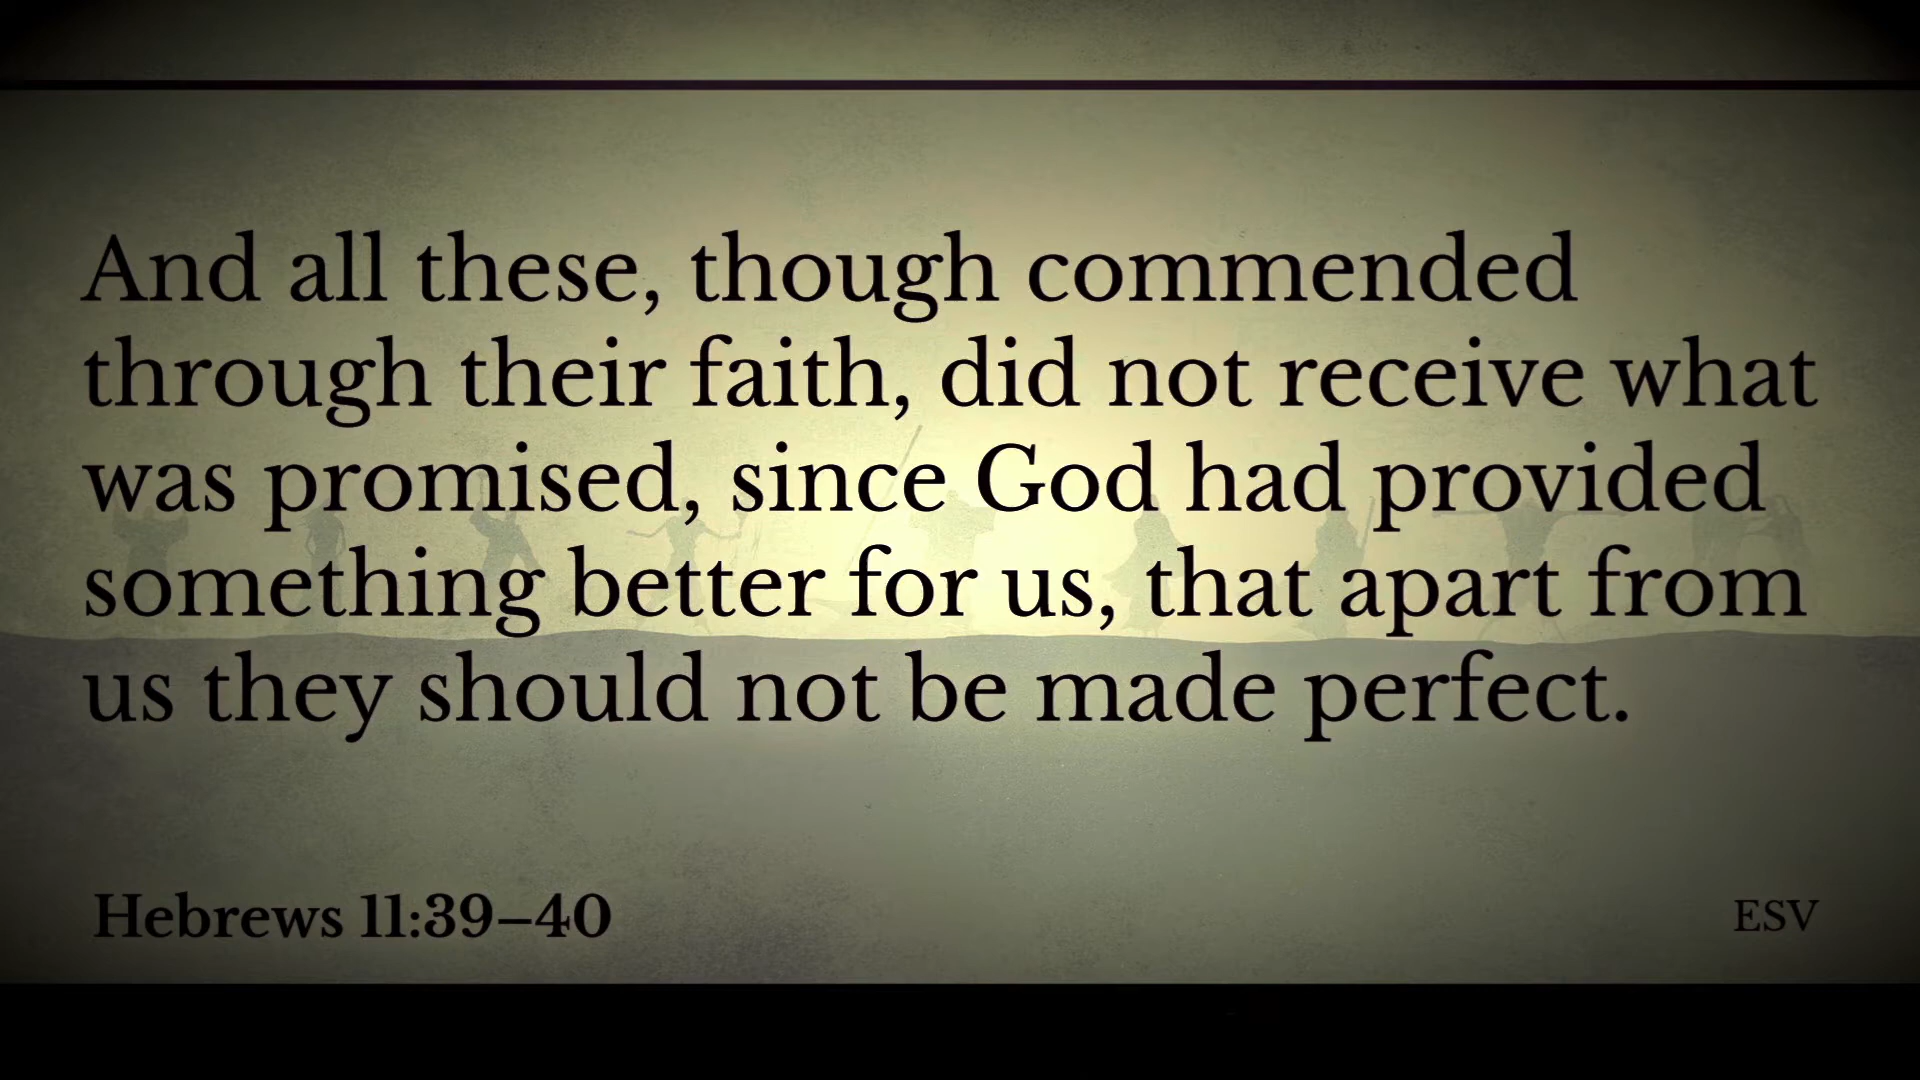 And all these, though commended
through their faith, did not receive what
was promised, since God had provided
something better for us, that apart from
us they should not be made perfect.
Hebrews 11:39–40
ESV